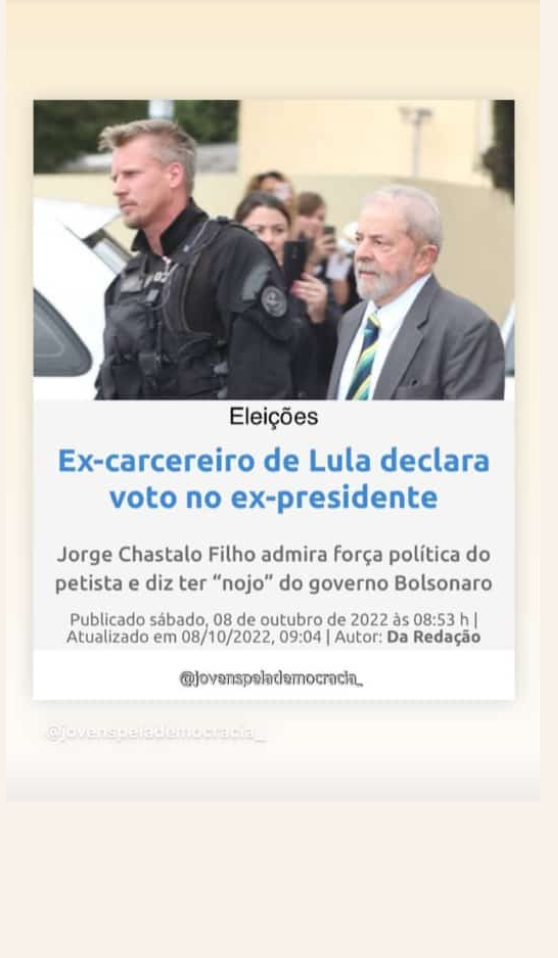 Eleições
Ex-carcereiro de Lula declara
voto no ex-presidente
Jorge Chastalo Filho admira força política do
petista e diz ter “nojo” do governo Bolsonaro
Publicado sábado, 08 de outubro de 2022 às 08:53 h |
Atualizado em 08/10/2022, 09:04 | Autor: Da Redação
@jovenspelademocracia_
@jovenspelademocracia_